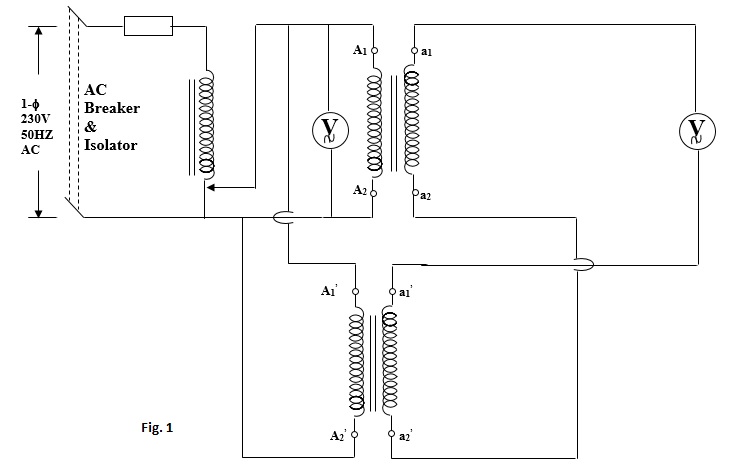 1-ϕ
230V
50HZ
AC
AC
Breaker
&
Isolator
V
A1
a1
A2
a2
V
A1'
a1'
A2'
a2'
Fig. 1